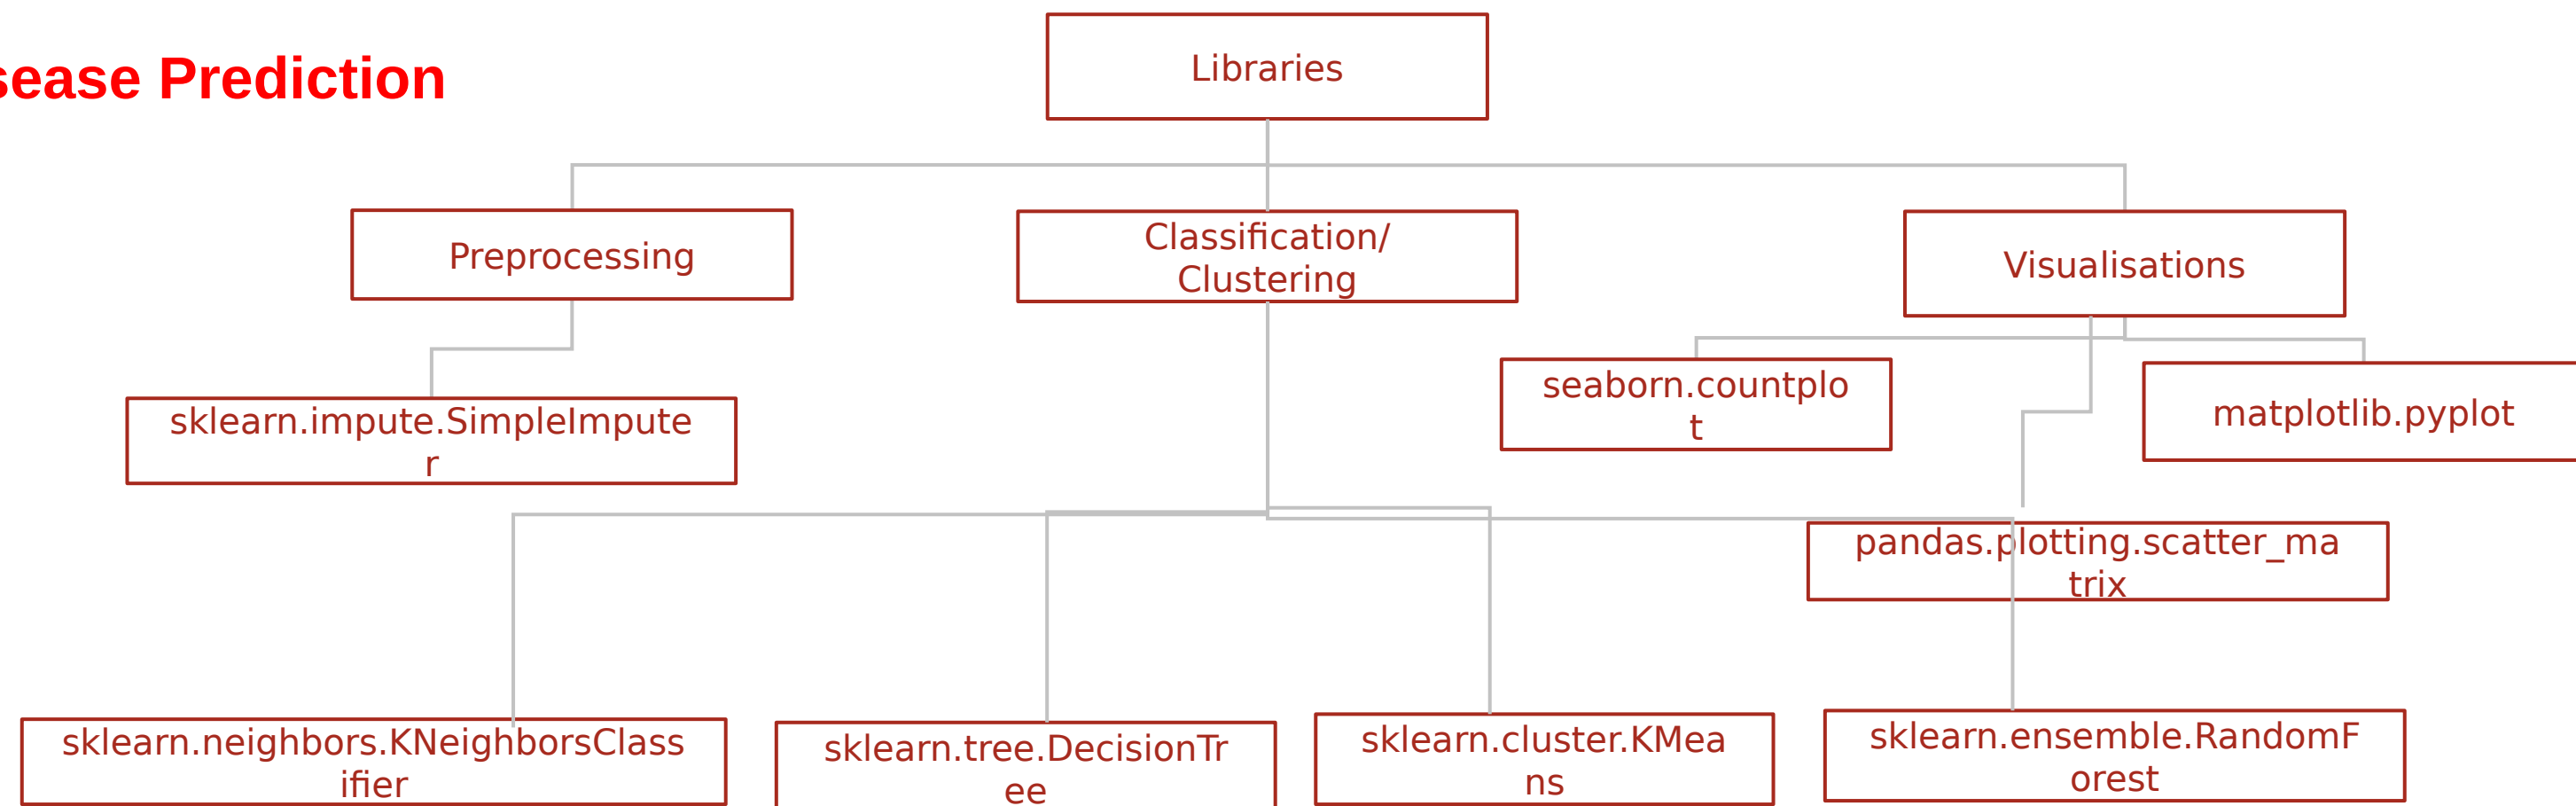 sease Prediction
Libraries
Preprocessing
Classification/
Clustering
Visualisations
sklearn.impute.SimpleImpute
r
seaborn.countplo
t
matplotlib.pyplot
pandas.plotting.scatter_ma
trix
sklearn.neighbors.KNeighborsClass
ifier
sklearn.tree.DecisionTr
ee
sklearn.cluster.KMea
ns
sklearn.ensemble.RandomF
orest